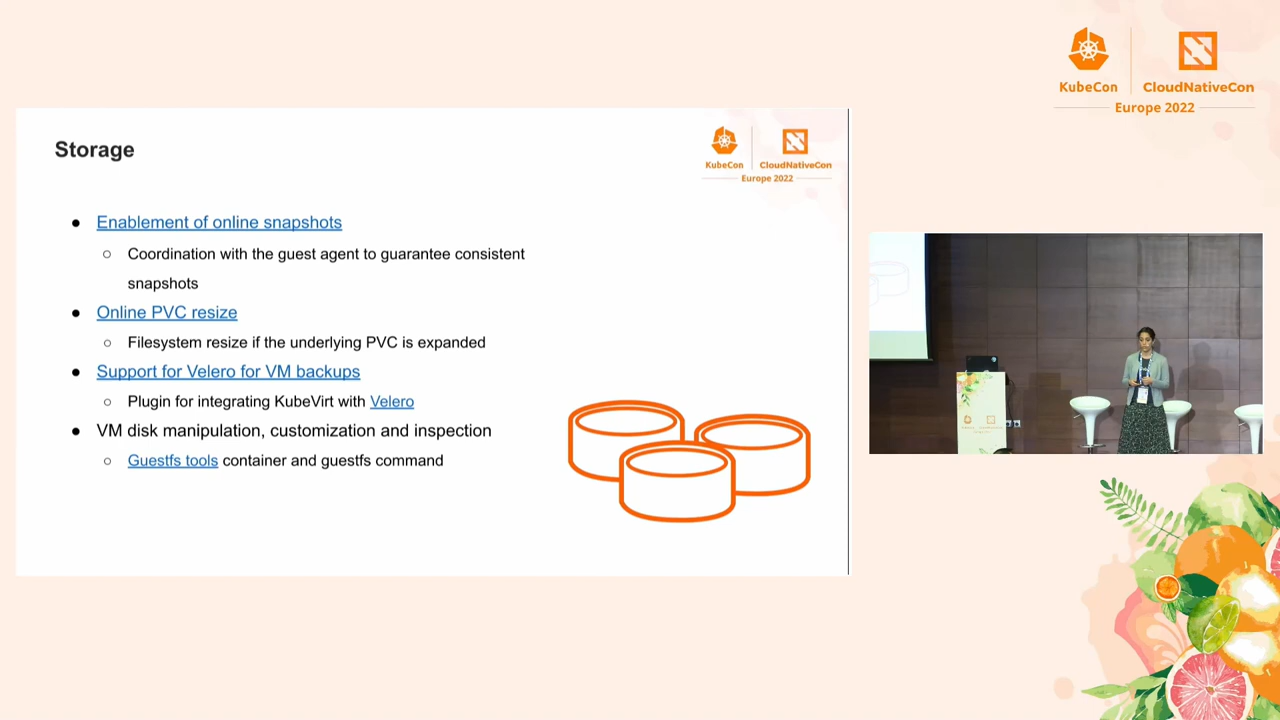 KubeCon
CloudNativeCon
Europe 2022
Storage
KubeCon
CloudNativeCon
Europe 2022
● Enablement of online snapshots
○ Coordination with the guest agent to guarantee consistent
snapshots
● Online PVC resize
○ Filesystem resize if the underlying PVC is expanded
● Support for Velero for VM backups
○ Plugin for integrating KubeVirt with Velero
● VM disk manipulation, customization and inspection
○ Guestfs tools container and guestfs command